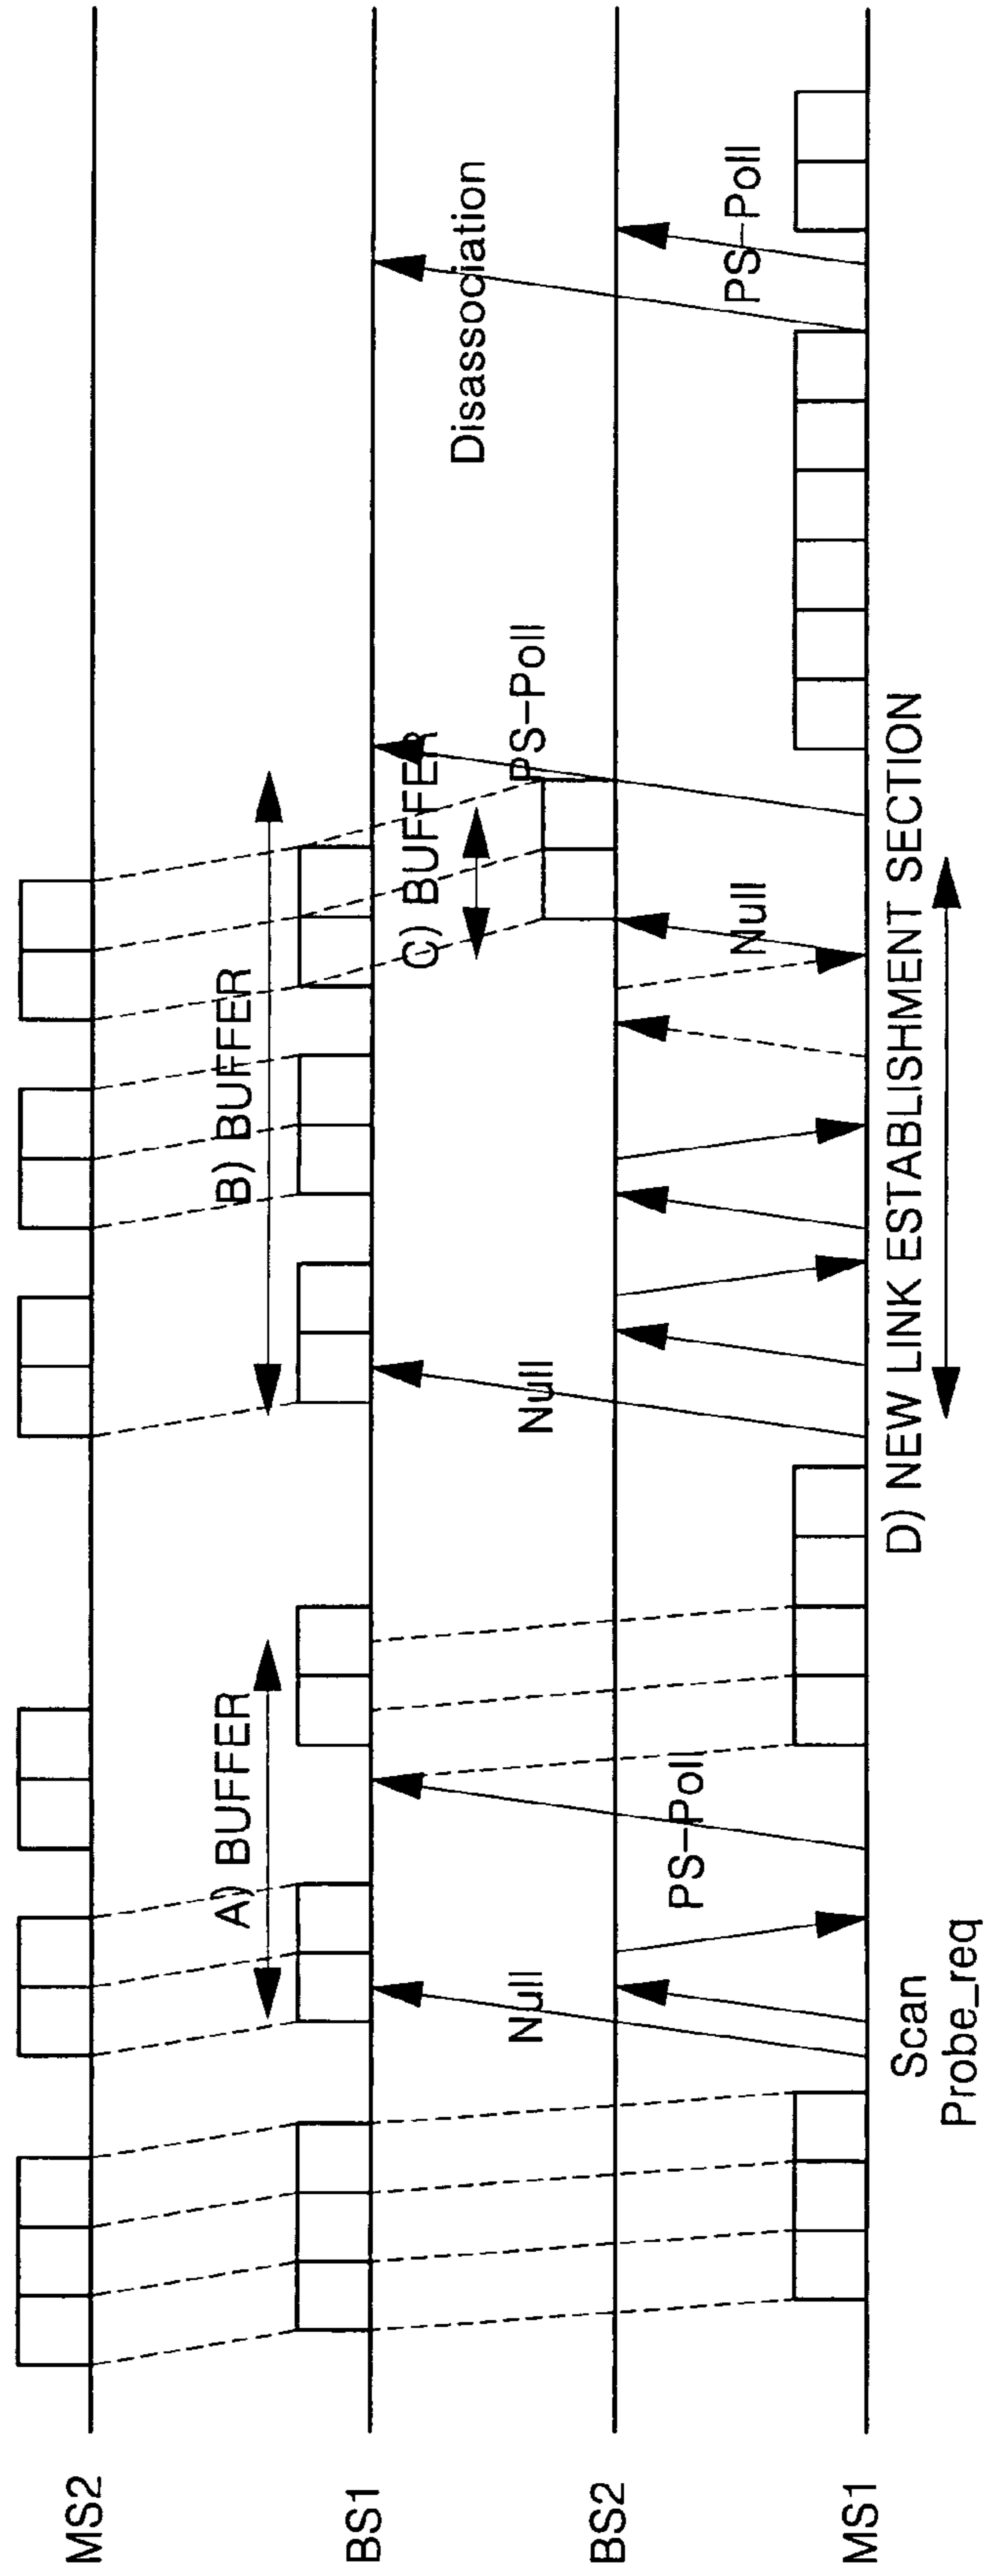 MS2
BS1
BS2
MS1
A) BUFFER
B) BUFFER
C) BUFFER
Null
PS-Poll
Null
Null
PS-Poll
Disassociation
PS-Poll
Scan
Probe_req
D) NEW LINK ESTABLISHMENT SECTION